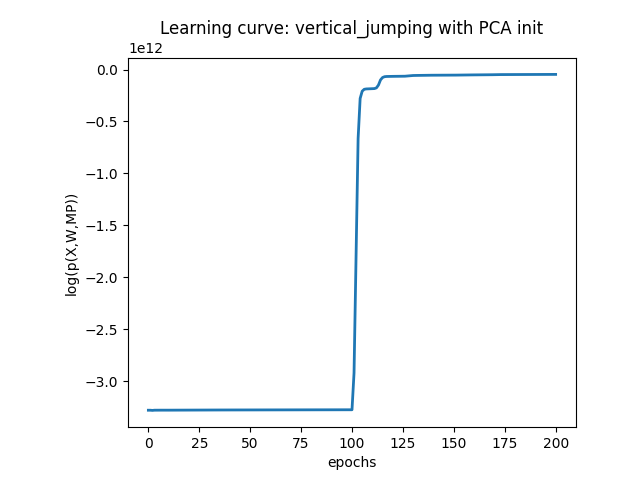 Learning curve: vertical_jumping with PCA init
1e12
0.0
−0.5
−1.0
−1.5
−2.0
−2.5
−3.0
log(p(X,W,MP))
0 25 50 75 100 125 150 175 200
epochs